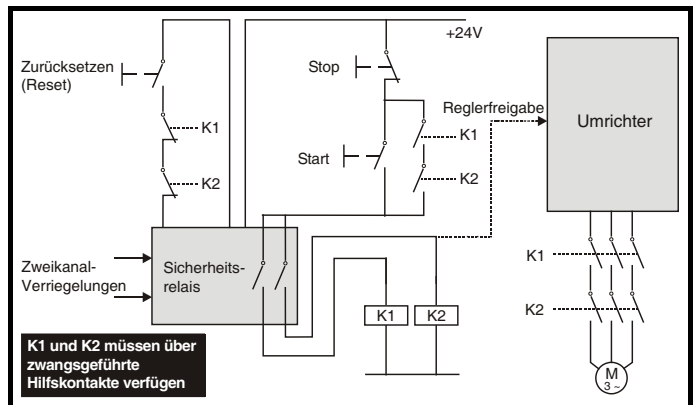 +24V
Zurücksetzen
(Reset)
Stop
Reglerfreigabe
Umrichter
K1
K1
Start
K2
K2
Zweikanal-
Verriegelungen
Sicherheits-
relais
K1
K2
K1
K2
K1 und K2 müssen über
zwangsgeführte
Hilfskontakte verfügen
M
3 ~